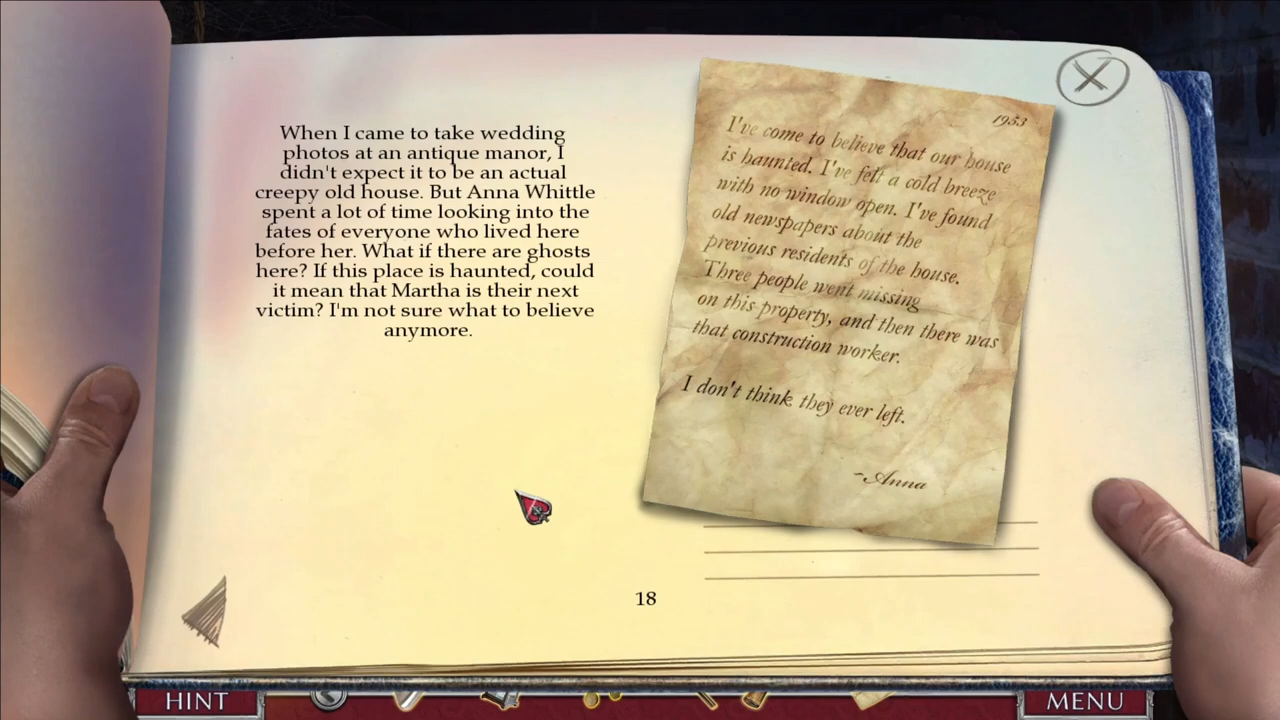 When I came to take wedding
photos at an antique manor, I
didn't expect it to be an actual
creepy old house. But Anna Whittle
spent a lot of time looking into the
fates of everyone who lived here
before her. What if there are ghosts
here? If this place is haunted, could
it mean that Martha is their next
victim? I'm not sure what to believe
anymore.
1953
I've come to believe that our house
is haunted. I've felt a cold breeze
with no window open. I've found
old newspapers about the
previous residents of the house.
Three people went missing
on this property, and then there was
that construction worker.
I don't think they ever left.
~Anna
18
HINT
MENU